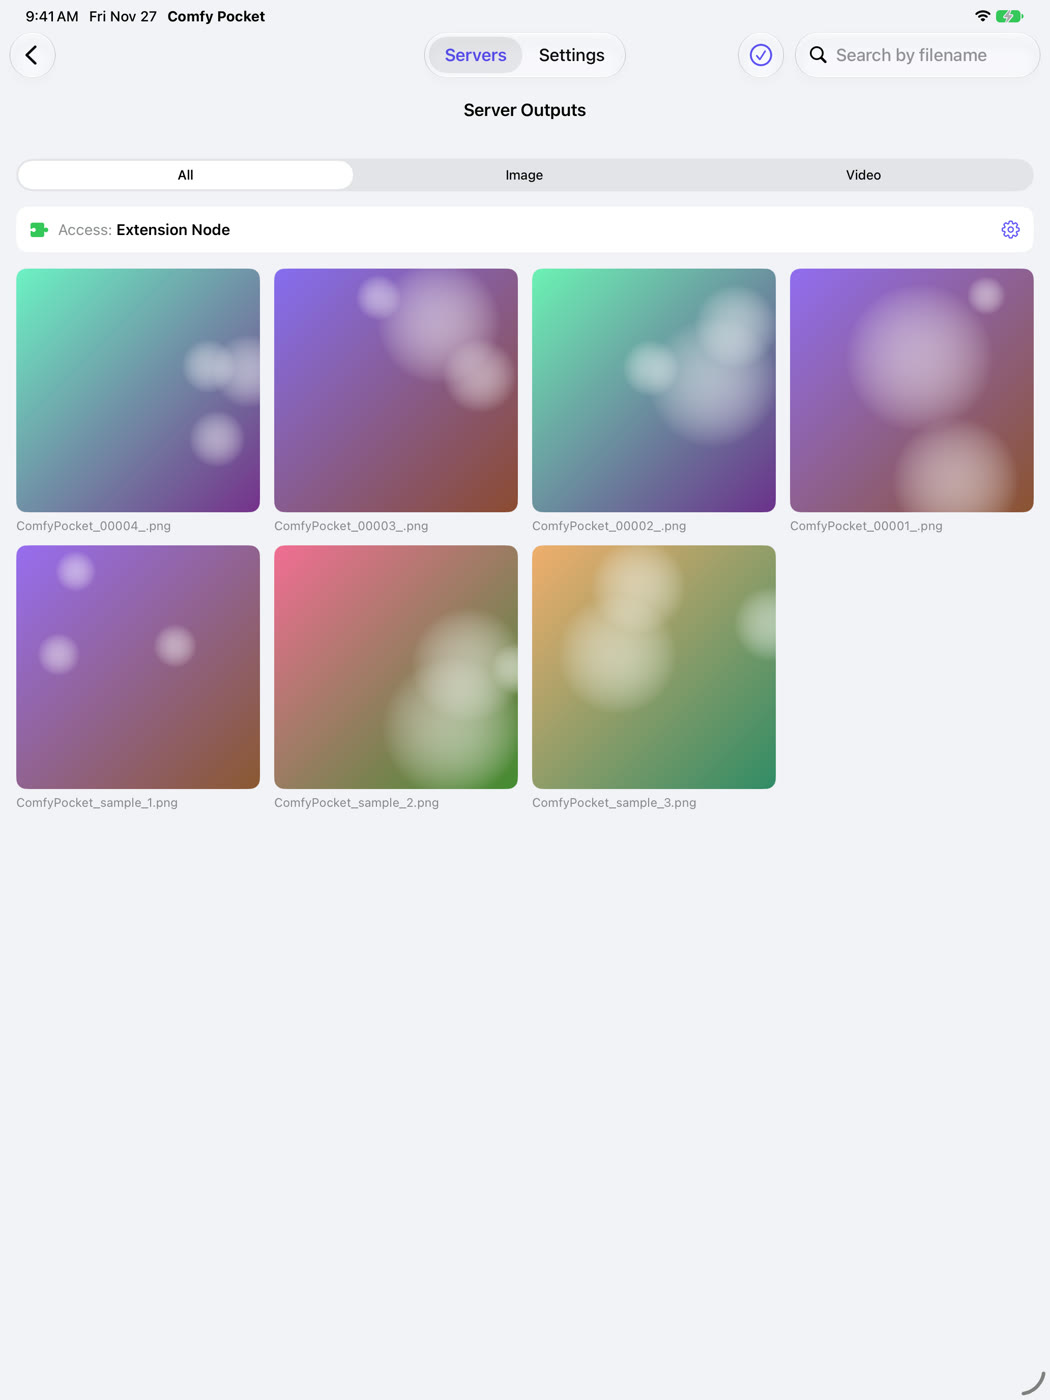 9:41 AM Fri Nov 27 Comfy Pocket
Servers Settings Search by filename
Server Outputs
All Image Video
Access: Extension Node
ComfyPocket_00004_.png ComfyPocket_00003_.png ComfyPocket_00002_.png ComfyPocket_00001_.png
ComfyPocket_sample_1.png ComfyPocket_sample_2.png ComfyPocket_sample_3.png